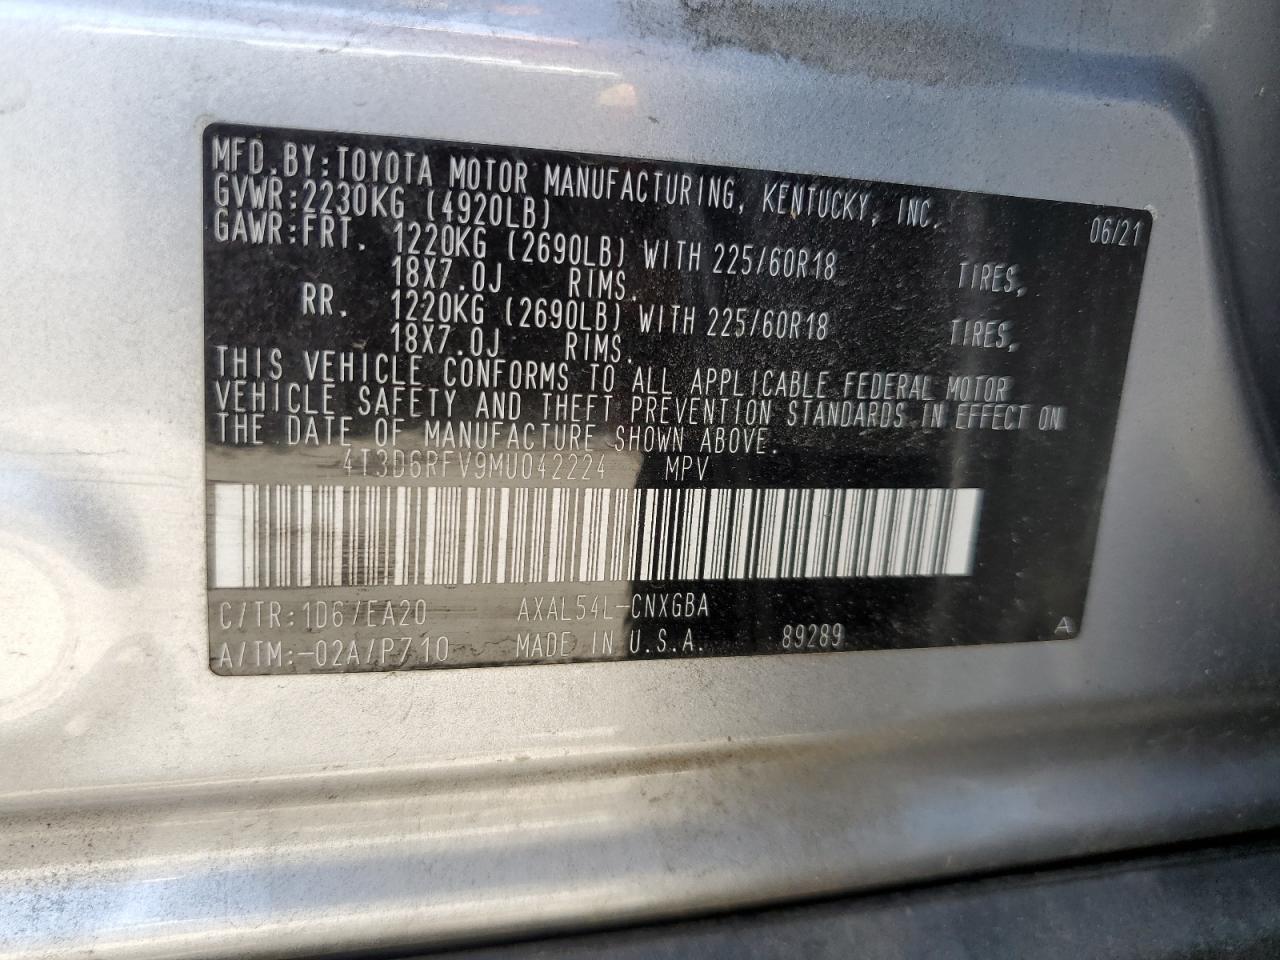 MFD.BY:TOYOTA MOTOR MANUFACTURING, KENTUCKY, INC. 06/21
GVWR:2230KG (4920LB)
GAWR:FRT. 1220KG (2690LB) WITH 225/60R18 TIRES,
18X7.0J RIMS.
RR. 1220KG (2690LB) WITH 225/60R18 TIRES,
18X7.0J RIMS.
THIS VEHICLE CONFORMS TO ALL APPLICABLE FEDERAL MOTOR
VEHICLE SAFETY AND THEFT PREVENTION STANDARDS IN EFFECT ON
THE DATE OF MANUFACTURE SHOWN ABOVE.
4T3D6RFV9MU042224 MPV
C/TR:1D6/EA20 AXAL54L-CNXGBA
A/TM:-02A/P710 MADE IN U.S.A. 89289 A